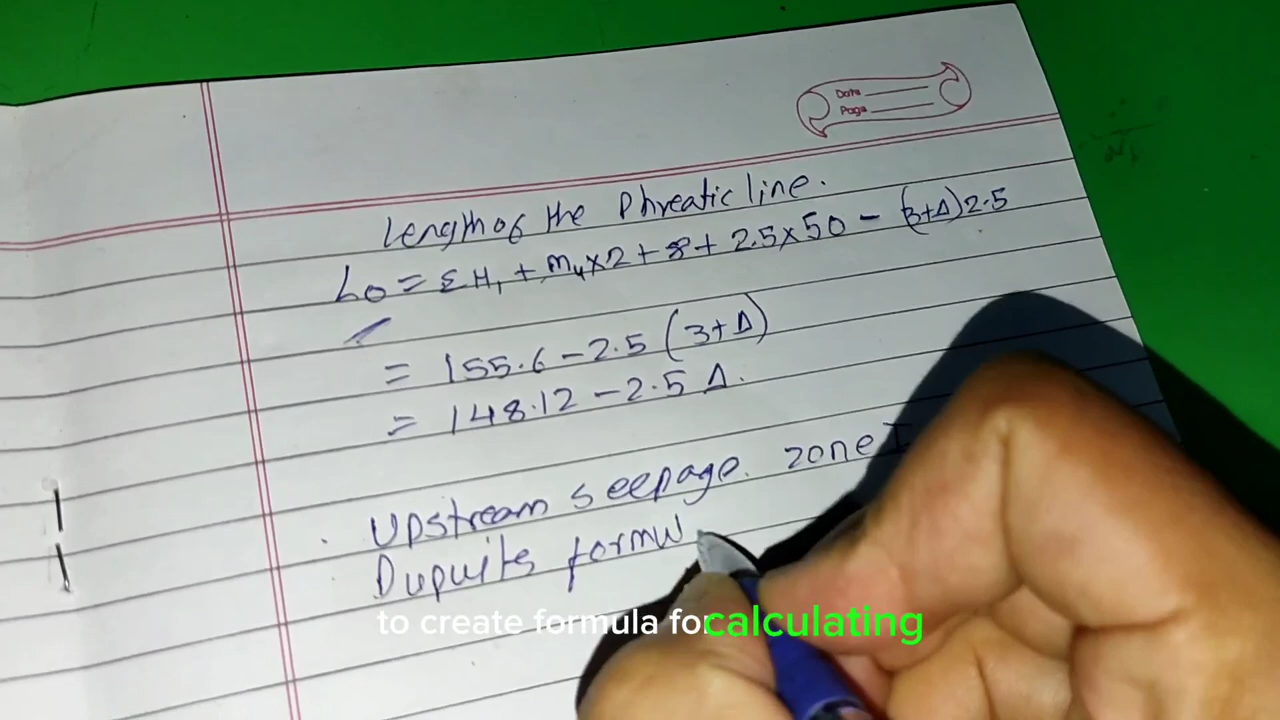 Date
Page
Length of the Phreatic line.
Lo = ΣH₁ + m₄×2 + 8 + 2.5×50 − (3+Δ)2.5
= 155.6 − 2.5 (3+Δ)
= 148.12 − 2.5 Δ.
Upstream seepage. zone I
Dupuits formu
to create formula for calculating